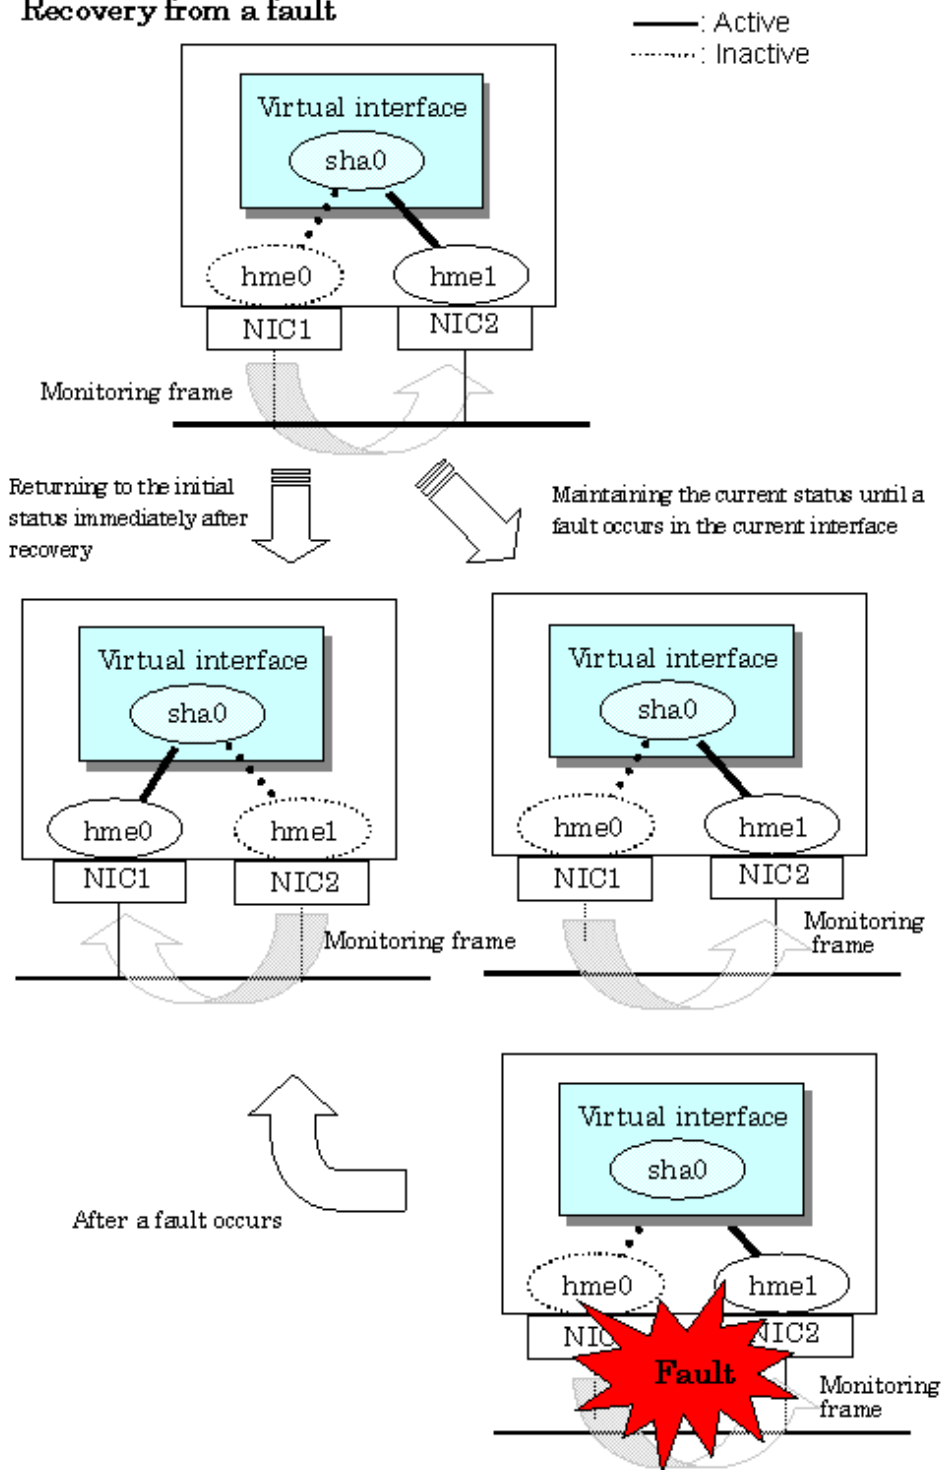 Recovery from a fault
: Active
: Inactive
Virtual interface
sha0
hme0
hme1
NIC1
NIC2
Monitoring frame
Returning to the initial
status immediately after
recovery
Maintaining the current status until a
fault occurs in the current interface
Virtual interface
sha0
hme0
hme1
NIC1
NIC2
Monitoring frame
Virtual interface
sha0
hme0
hme1
NIC1
NIC2
Monitoring
frame
After a fault occurs
Virtual interface
sha0
hme0
hme1
NIC
NIC2
Fault
Monitoring
frame